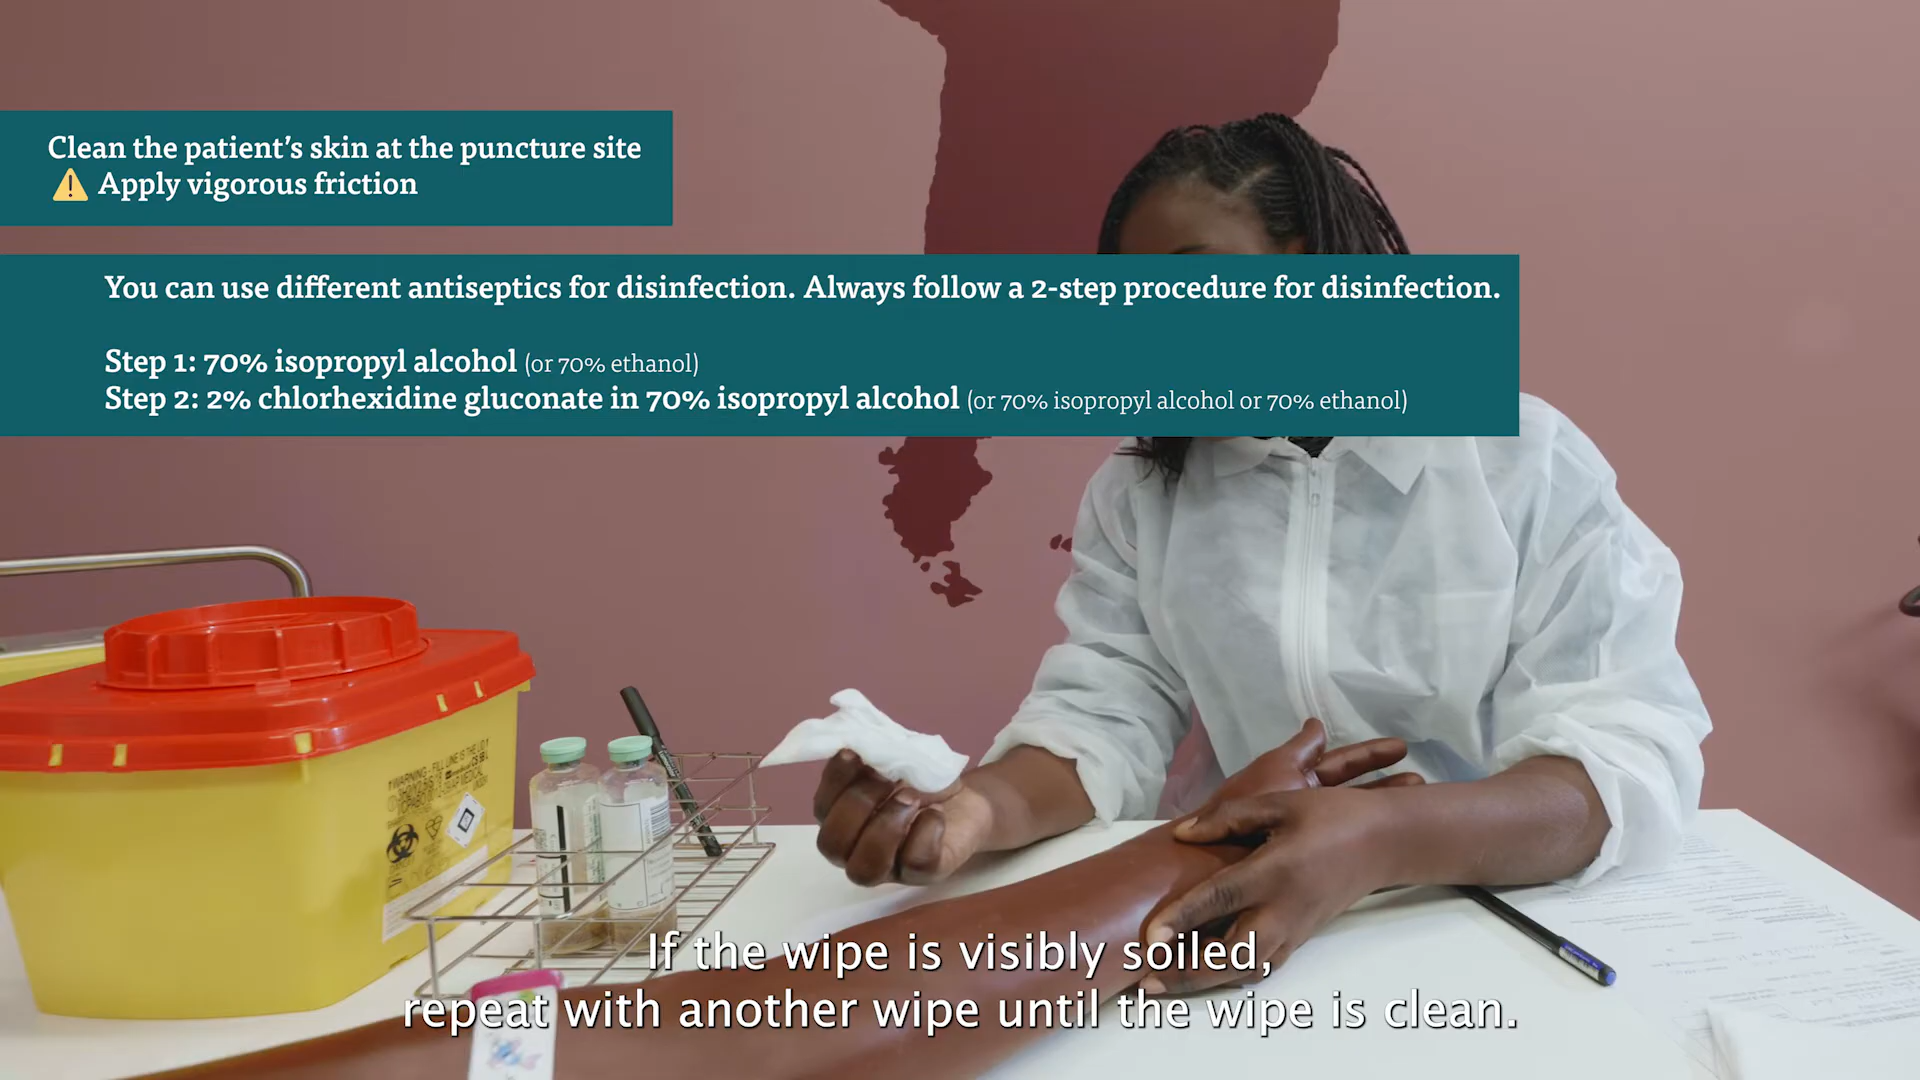 Clean the patient's skin at the puncture site
⚠ Apply vigorous friction
You can use different antiseptics for disinfection. Always follow a 2-step procedure for disinfection.
Step 1: 70% isopropyl alcohol (or 70% ethanol)
Step 2: 2% chlorhexidine gluconate in 70% isopropyl alcohol (or 70% isopropyl alcohol or 70% ethanol)
If the wipe is visibly soiled,
repeat with another wipe until the wipe is clean.